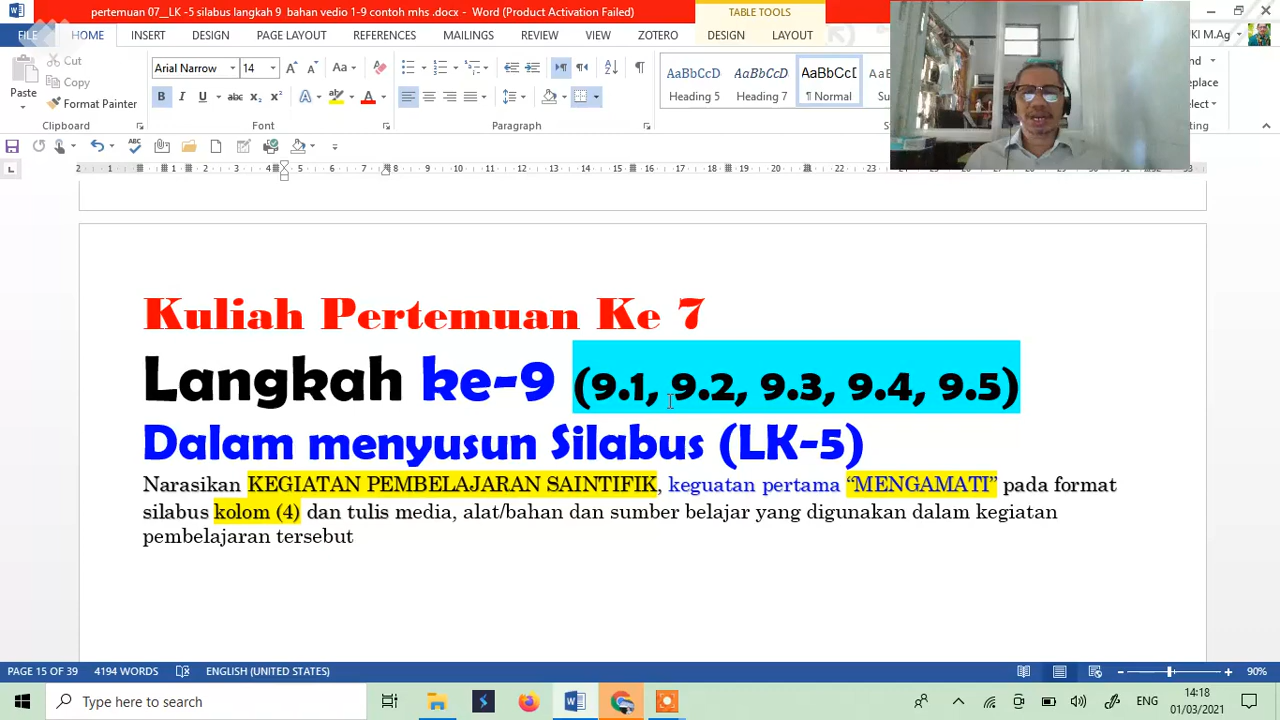 pertemuan 07__LK -5 silabus langkah 9 bahan vedio 1-9 contoh mhs .docx - Word (Product Activation Failed)
TABLE TOOLS
FILE HOME INSERT DESIGN PAGE LAYOUT REFERENCES MAILINGS REVIEW VIEW ZOTERO DESIGN LAYOUT KI M.Ag
Cut
Copy
Format Painter
Paste
Clipboard
Arial Narrow 14
Font
Paragraph
AaBbCcD AaBbCcD AaBbCcD
Heading 5 Heading 7 ¶ Normal
Kuliah Pertemuan Ke 7
Langkah ke-9 (9.1, 9.2, 9.3, 9.4, 9.5)
Dalam menyusun Silabus (LK-5)
Narasikan KEGIATAN PEMBELAJARAN SAINTIFIK, keguatan pertama “MENGAMATI” pada format
silabus kolom (4) dan tulis media, alat/bahan dan sumber belajar yang digunakan dalam kegiatan
pembelajaran tersebut
PAGE 15 OF 39 4194 WORDS ENGLISH (UNITED STATES) 90%
Type here to search
ENG
14:18
01/03/2021